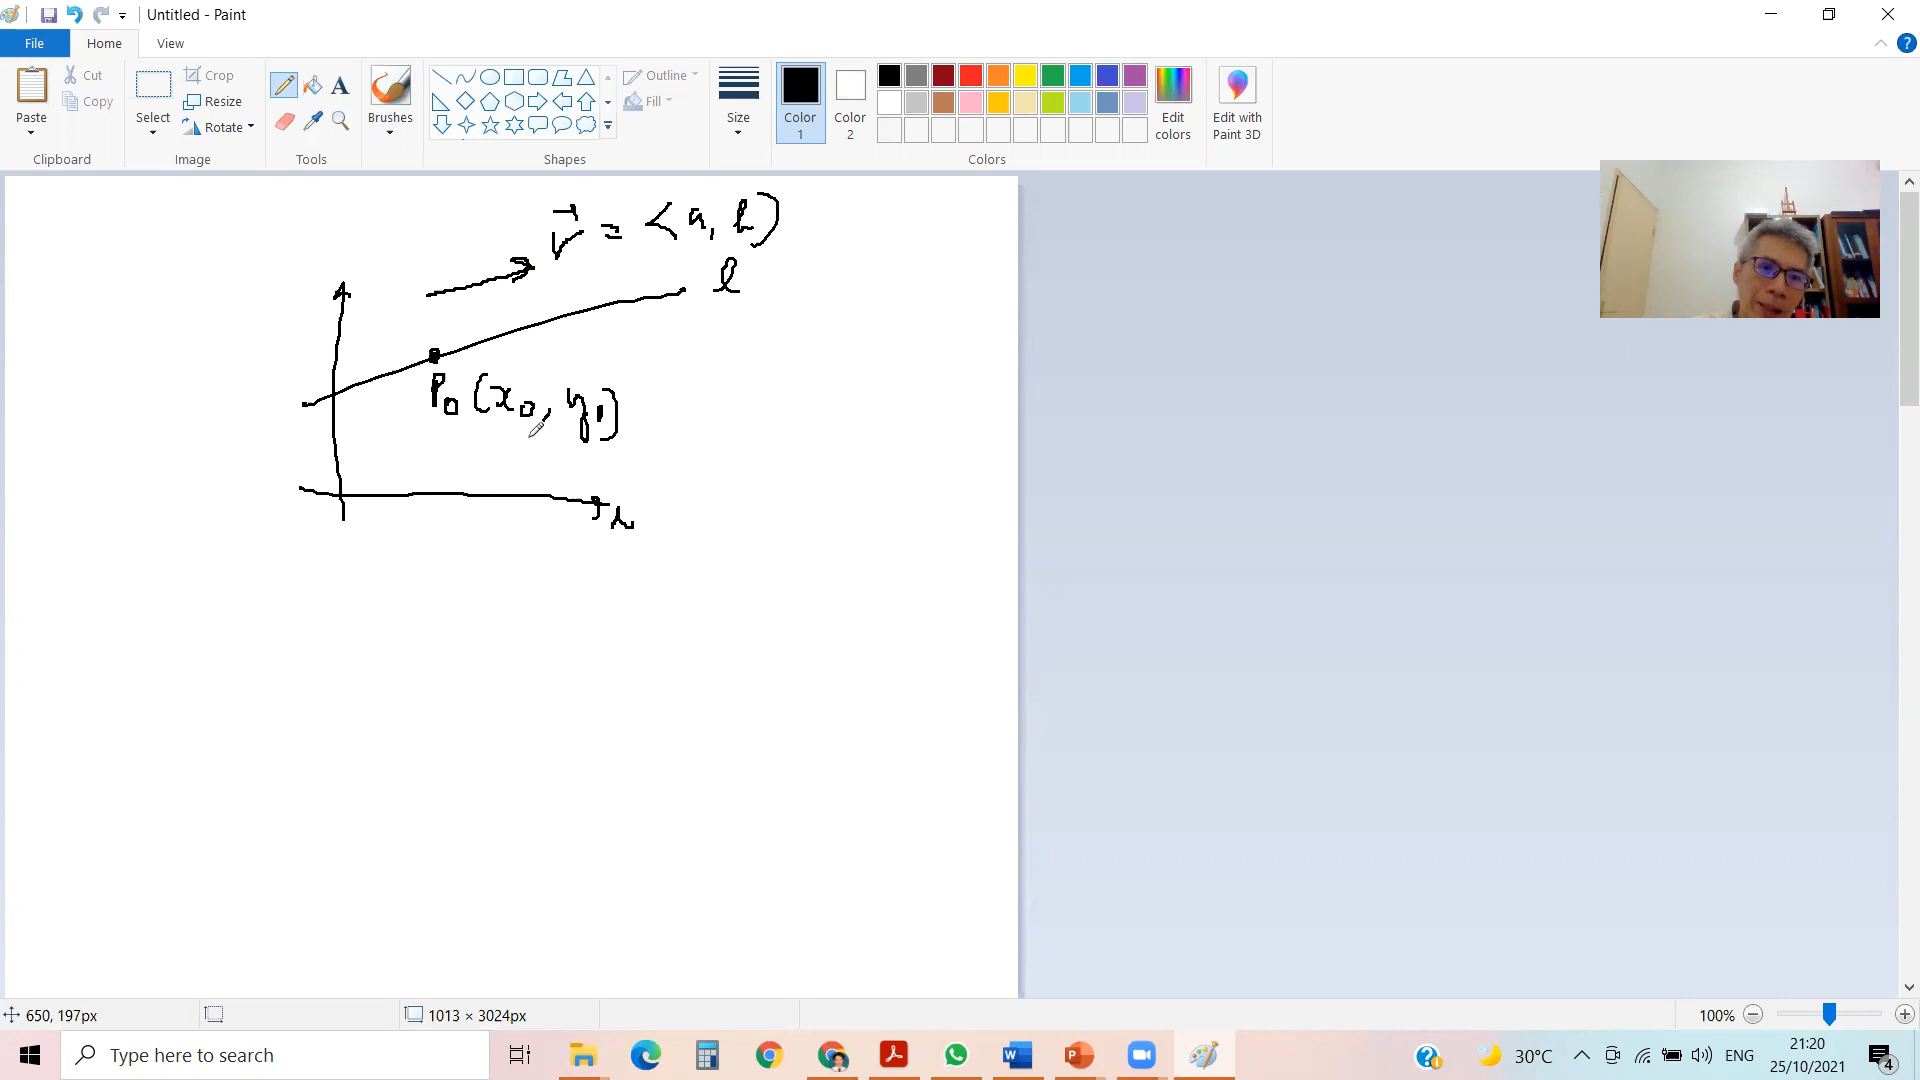 Untitled - Paint
File Home View
Paste
Cut
Copy
Clipboard
Select
Crop
Resize
Rotate
Image
Tools
Brushes
Shapes
Outline
Fill
Size
Color 1
Color 2
Colors
Edit colors
Edit with Paint 3D
v⃗ = <a, b)
l
P0 (x0, y1)
650, 197px
1013 × 3024px
100%
Type here to search
30°C
ENG
21:20
25/10/2021
4